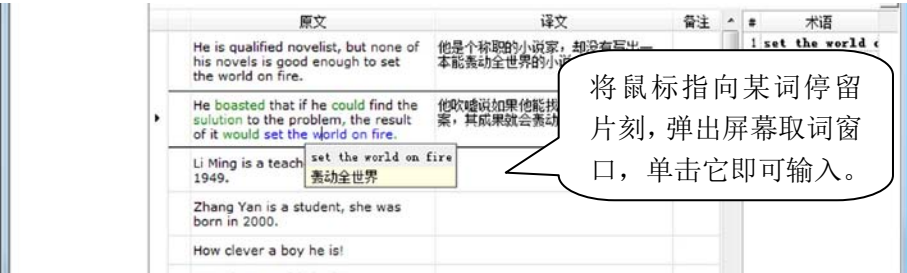 原文 译文 备注 # 术语
He is qualified novelist, but none of
his novels is good enough to set
the world on fire.
他是个称职的小说家，却没有写出一
本能轰动全世界的小说
1 set the world
He boasted that if he could find the
sulution to the problem, the result
of it would set the world on fire.
他吹嘘说如果他能找
案，其成果就会轰动
set the world on fire
轰动全世界
Li Ming is a teach
1949.
Zhang Yan is a student, she was
born in 2000.
How clever a boy he is!
将鼠标指向某词停留
片刻，弹出屏幕取词窗
口，单击它即可输入。